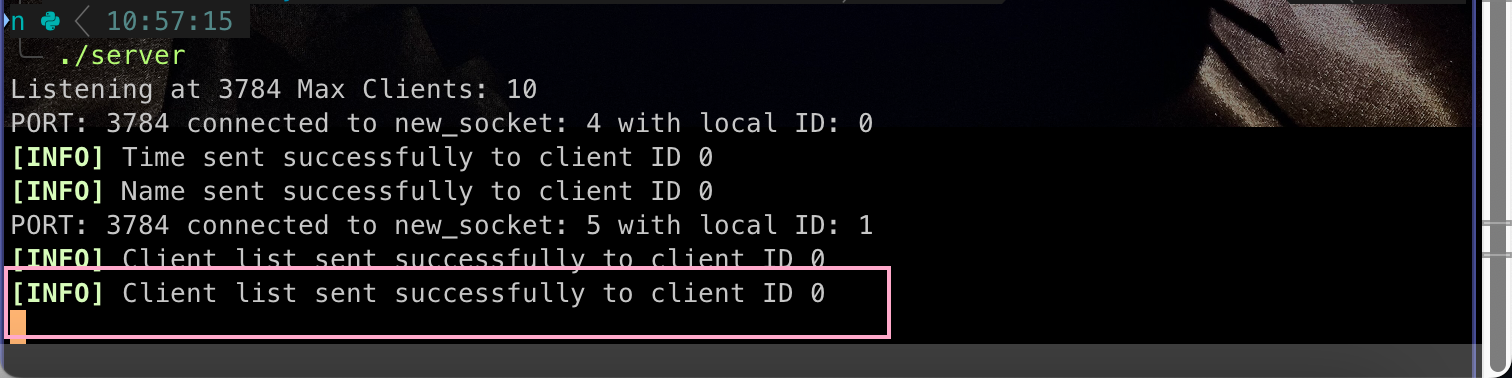 n 10:57:15
./server
Listening at 3784 Max Clients: 10
PORT: 3784 connected to new_socket: 4 with local ID: 0
[INFO] Time sent successfully to client ID 0
[INFO] Name sent successfully to client ID 0
PORT: 3784 connected to new_socket: 5 with local ID: 1
[INFO] Client list sent successfully to client ID 0
[INFO] Client list sent successfully to client ID 0